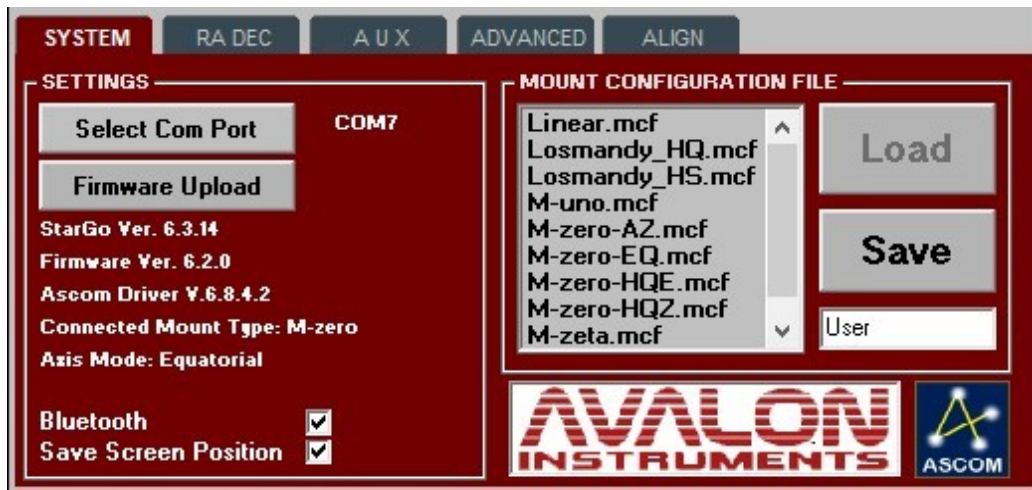 SYSTEM
RA DEC
A U X
ADVANCED
ALIGN
SETTINGS
Select Com Port
COM7
Firmware Upload
StarGo Ver. 6.3.14
Firmware Ver. 6.2.0
Ascom Driver V.6.8.4.2
Connected Mount Type: M-zero
Axis Mode: Equatorial
Bluetooth
Save Screen Position
MOUNT CONFIGURATION FILE
Linear.mcf
Losmandy_HQ.mcf
Losmandy_HS.mcf
M-uno.mcf
M-zero-AZ.mcf
M-zero-EQ.mcf
M-zero-HQE.mcf
M-zero-HQZ.mcf
M-zeta.mcf
Load
Save
User
AVALON
INSTRUMENTS
ASCOM